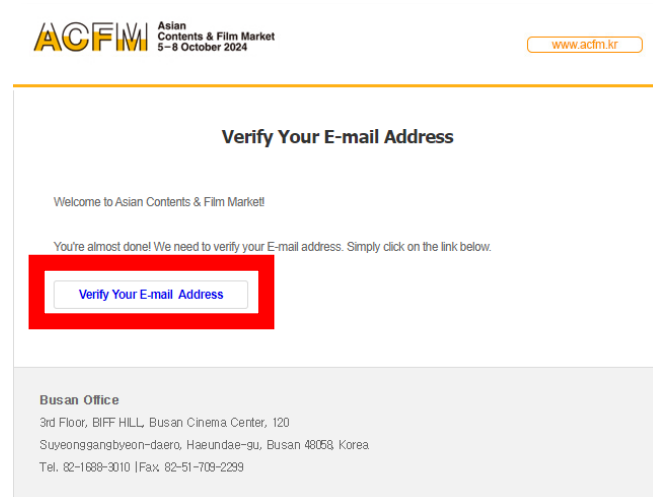 ACFM
Asian
Contents & Film Market
5–8 October 2024
www.acfm.kr
Verify Your E-mail Address
Welcome to Asian Contents & Film Market!
You're almost done! We need to verify your E-mail address. Simply click on the link below.
Verify Your E-mail Address
Busan Office
3rd Floor, BIFF HILL, Busan Cinema Center, 120
Suyeonggangbyeon-daero, Haeundae-gu, Busan 48058, Korea
Tel. 82-1688-3010 | Fax. 82-51-709-2299